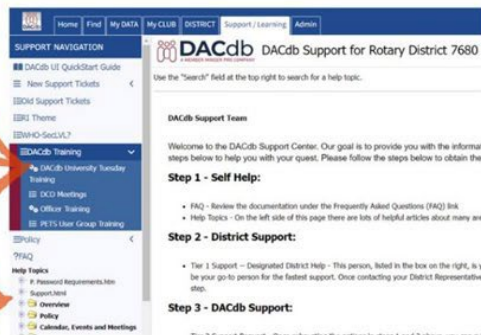 Home Find My DATA My CLUB DISTRICT Support / Learning Admin
SUPPORT NAVIGATION
DACdb UI QuickStart Guide
New Support Tickets
Old Support Tickets
RI Theme
WHO-SecLVL?
DACdb Training
DACdb University Tuesday
Training
DCO Meetings
Officer Training
PETS User Group Training
Policy
FAQ
Help Topics
P. Password Requirements.htm
Support.html
Overview
Policy
Calendar, Events and Meetings
DACdb DACdb Support for Rotary District 7680
A MEMBER MINDER PRO COMPANY
Use the "Search" field at the top right to search for a help topic.
DACdb Support Team
Welcome to the DACdb Support Center. Our goal is to provide you with the informat
steps below to help you with your quest. Please follow the steps below to obtain the
Step 1 - Self Help:
• FAQ - Review the documentation under the Frequently Asked Questions (FAQ) link
• Help Topics - On the left side of this page there are lots of helpful articles about many are
Step 2 - District Support:
• Tier 1 Support -- Designated District Help - This person, listed in the box on the right, is y
be your go-to person for the fastest support. Once contacting your District Representative
step.
Step 3 - DACdb Support: